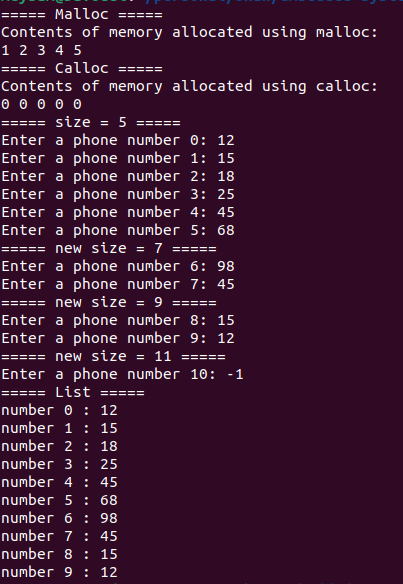 ===== Malloc =====
Contents of memory allocated using malloc:
1 2 3 4 5
===== Calloc =====
Contents of memory allocated using calloc:
0 0 0 0 0
===== size = 5 =====
Enter a phone number 0: 12
Enter a phone number 1: 15
Enter a phone number 2: 18
Enter a phone number 3: 25
Enter a phone number 4: 45
Enter a phone number 5: 68
===== new size = 7 =====
Enter a phone number 6: 98
Enter a phone number 7: 45
===== new size = 9 =====
Enter a phone number 8: 15
Enter a phone number 9: 12
===== new size = 11 =====
Enter a phone number 10: -1
===== List =====
number 0 : 12
number 1 : 15
number 2 : 18
number 3 : 25
number 4 : 45
number 5 : 68
number 6 : 98
number 7 : 45
number 8 : 15
number 9 : 12